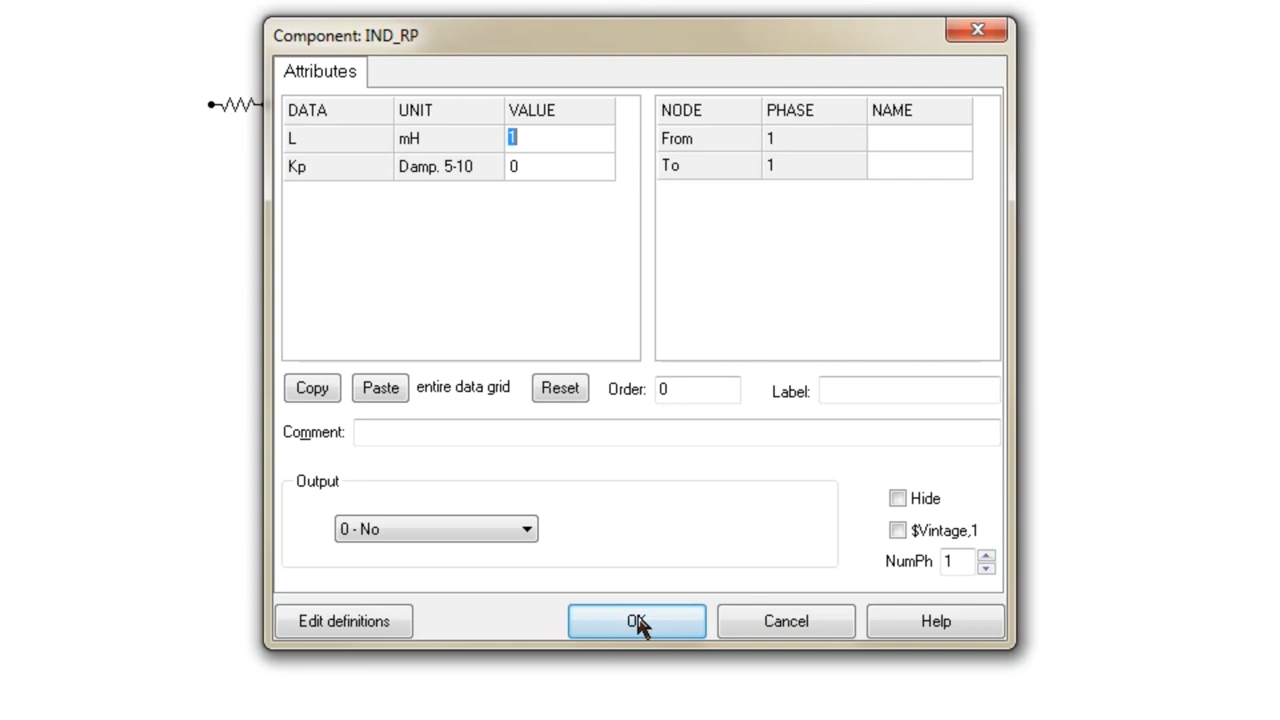 Component: IND_RP
Attributes
DATA UNIT VALUE
L mH 1
Kp Damp. 5-10 0
NODE PHASE NAME
From 1
To 1
Copy Paste entire data grid Reset Order: 0 Label:
Comment:
Output
0 - No
Hide
$Vintage,1
NumPh 1
Edit definitions OK Cancel Help